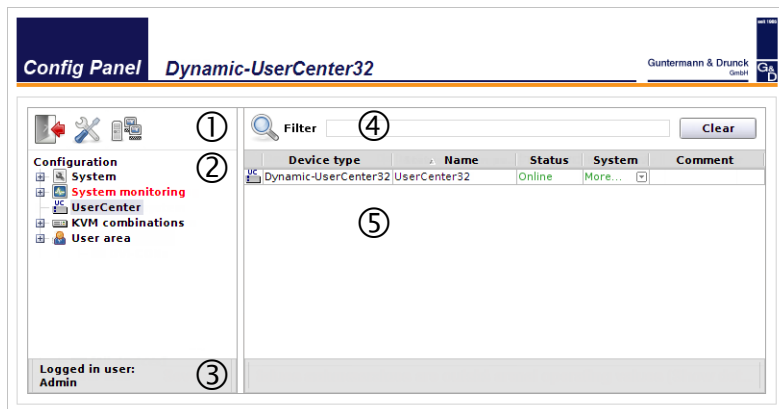 seit 1985
Config Panel
Dynamic-UserCenter32
Guntermann & Drunck
GmbH
G&D
①
Filter
④
Clear
Configuration
②
System
System monitoring
UC
UserCenter
KVM combinations
User area
Device type Name Status System Comment
UC Dynamic-UserCenter32 UserCenter32 Online More...
⑤
Logged in user:
Admin
③